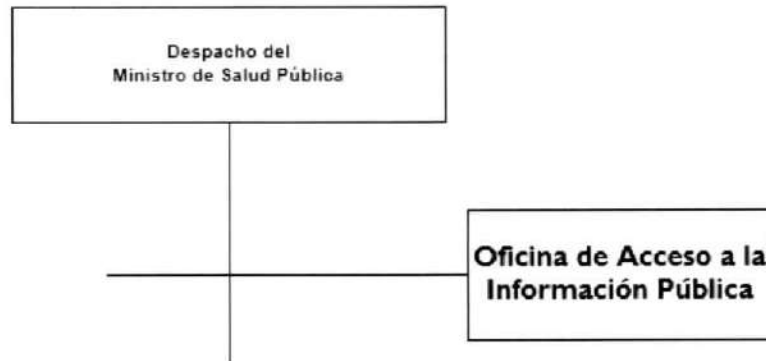 Despacho del
Ministro de Salud Pública
Oficina de Acceso a la
Información Pública